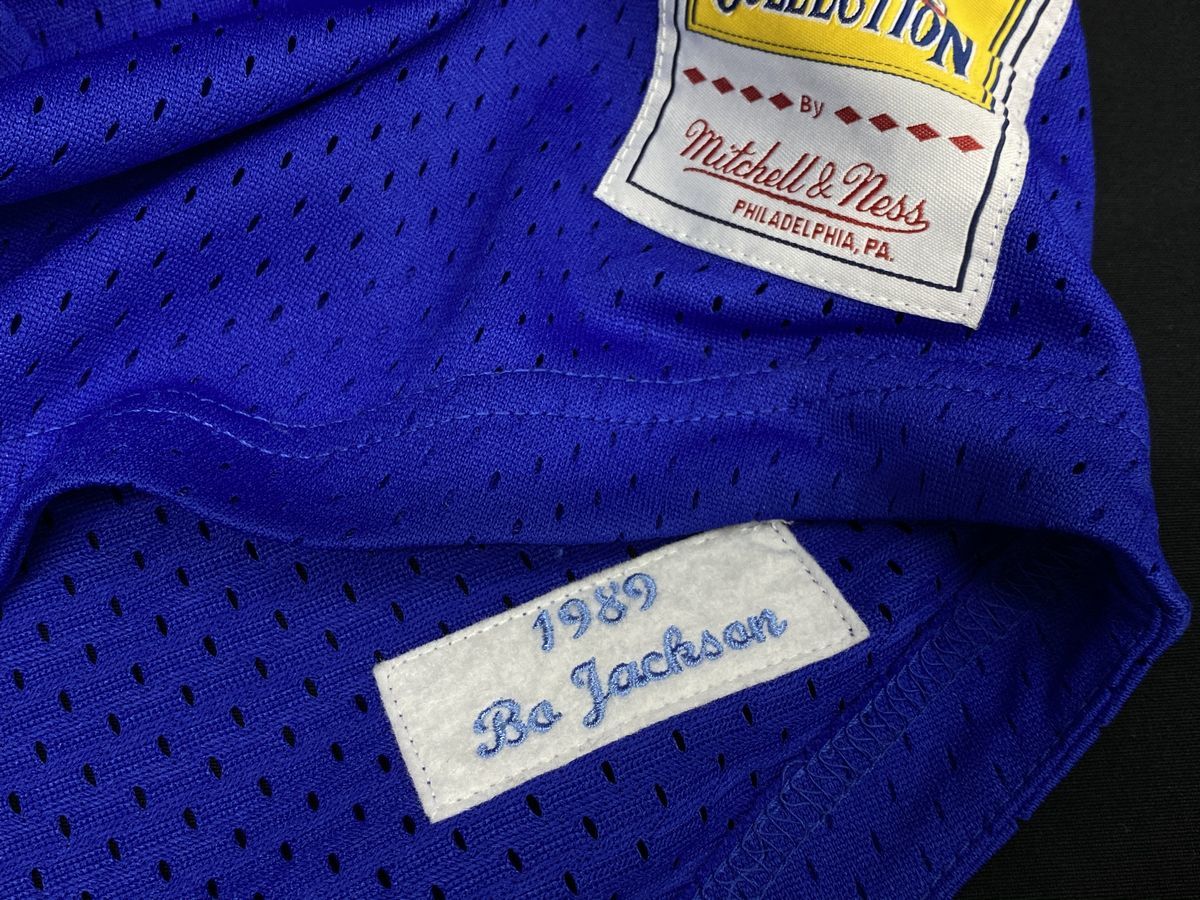 COLLECTION
By
Mitchell & Ness
PHILADELPHIA, PA.
1989
Bo Jackson